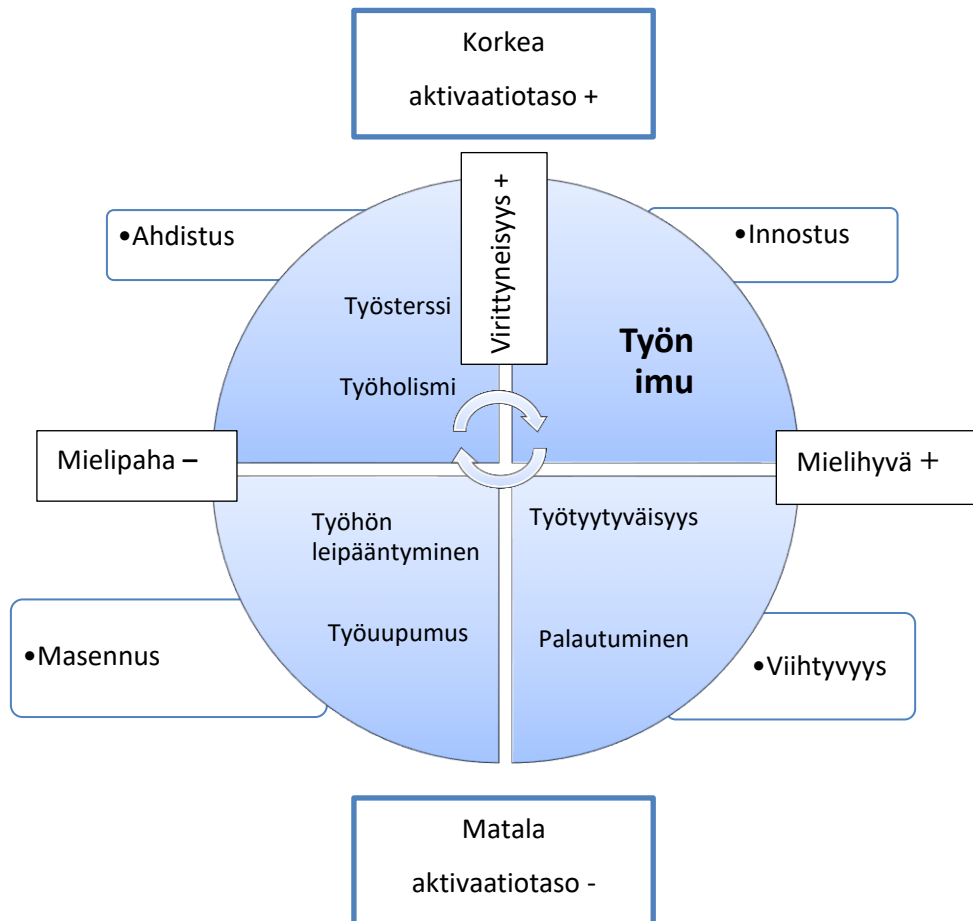 Korkea
aktivaatiotaso +
Virittyneisyys +
•Ahdistus
•Innostus
Työsterssi
Työholismi
Työn
imu
Mielipaha –
Mielihyvä +
Työhön
leipääntyminen
Työuupumus
Työtyytyväisyys
Palautuminen
•Masennus
•Viihtyvyys
Matala
aktivaatiotaso -